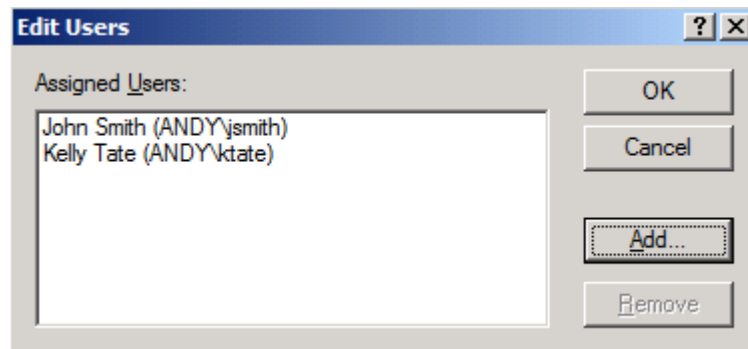 Edit Users
Assigned Users:
John Smith (ANDY\jsmith)
Kelly Tate (ANDY\ktate)
OK
Cancel
Add...
Remove